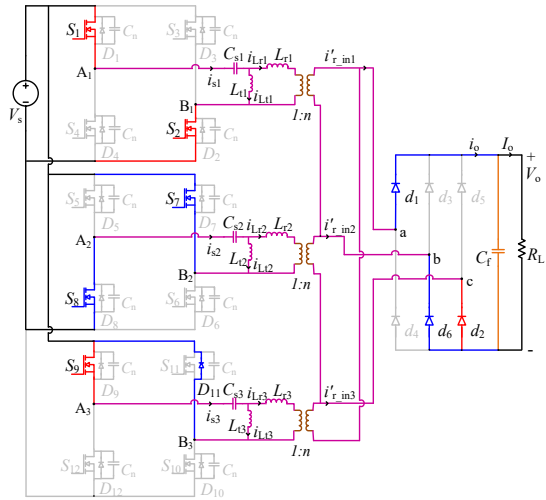 S1 D1 Cn S3 D3 Cn
A1 is1 Cs1 iLr1 Lr1 i′r_in1
Vs + -
B1 Lt1 iLt1 1:n
S4 D4 Cn S2 D2 Cn
S5 D5 Cn S7 D7 Cn
A2 is2 Cs2 iLr2 Lr2 i′r_in2
B2 Lt2 iLt2 1:n
S8 D8 Cn S6 D6 Cn
io Io + Vo
d1 d3 d5
a b c Cf RL
d4 d6 d2 -
S9 D9 Cn S11 D11 Cn
A3 is3 Cs3 iLr3 Lr3 i′r_in3
B3 Lt3 iLt3 1:n
S12 D12 Cn S10 D10 Cn